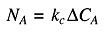 N_A = k_c ΔC_A